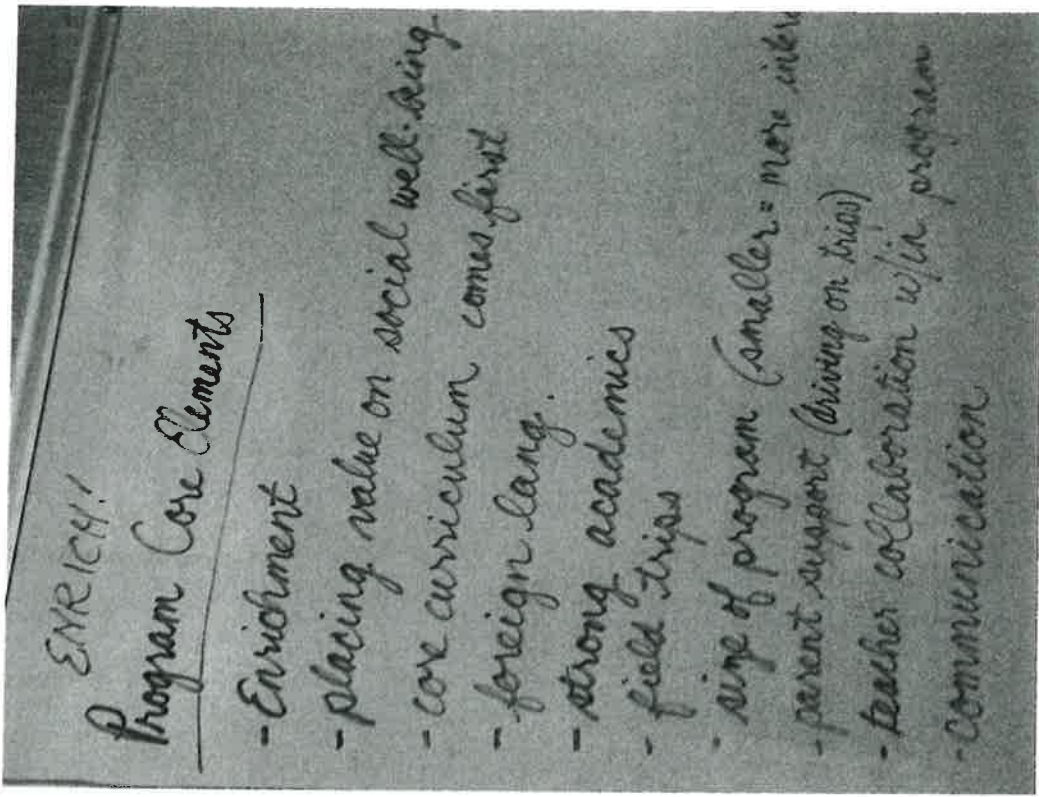 ENRICH!
Program Core Elements
- Enrichment
- placing value on social well-being
- core curriculum comes first
- foreign lang.
- strong academics
- field trips
- size of program (smaller = more
- parent support (driving on trips)
- teacher collaboration w/in program
- communication